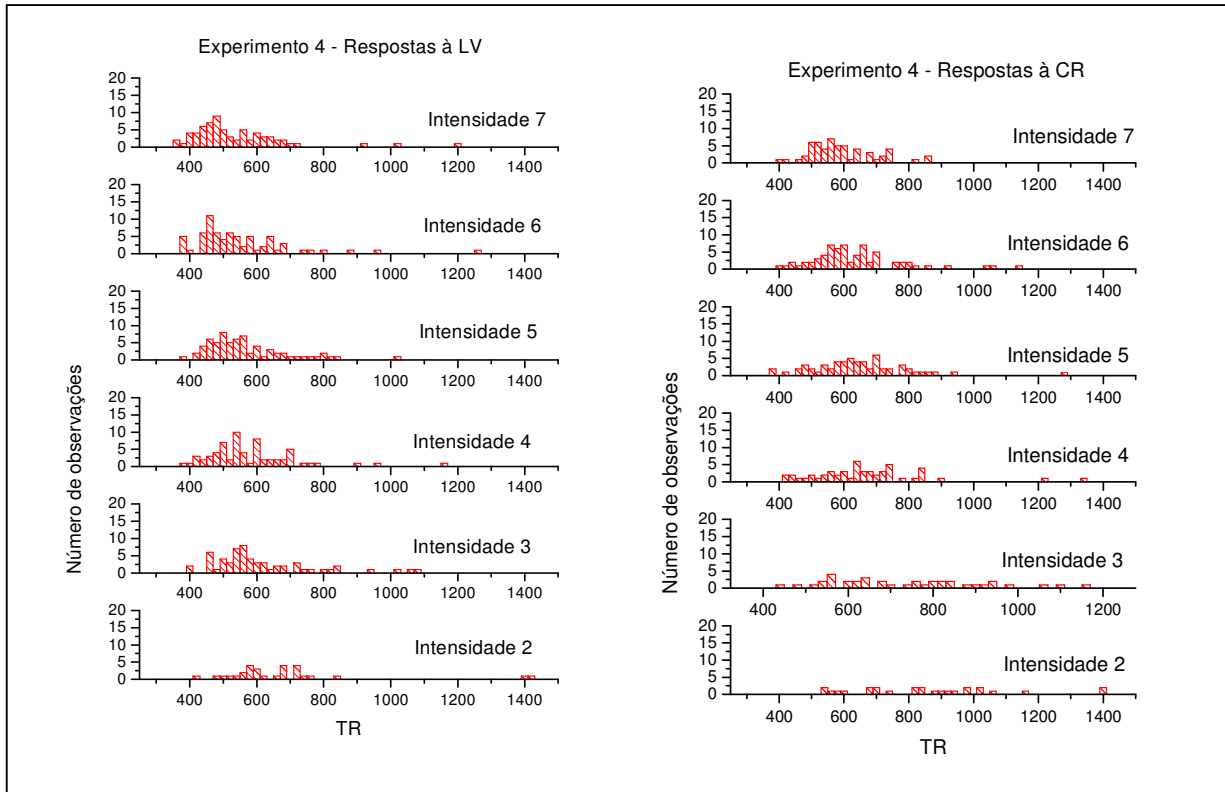 Experimento 4 - Respostas à LV
20
15
10
5
0
Intensidade 7
400 600 800 1000 1200 1400
20
15
10
5
0
Intensidade 6
400 600 800 1000 1200 1400
20
15
10
5
0
Intensidade 5
400 600 800 1000 1200 1400
20
15
10
5
0
Intensidade 4
400 600 800 1000 1200 1400
20
15
10
5
0
Intensidade 3
400 600 800 1000 1200 1400
20
15
10
5
0
Intensidade 2
400 600 800 1000 1200 1400
TR
Número de observações
Experimento 4 - Respostas à CR
20
15
10
5
0
Intensidade 7
400 600 800 1000 1200 1400
20
15
10
5
0
Intensidade 6
400 600 800 1000 1200 1400
20
15
10
5
0
Intensidade 5
400 600 800 1000 1200 1400
20
15
10
5
0
Intensidade 4
400 600 800 1000 1200 1400
20
15
10
5
0
Intensidade 3
400 600 800 1000 1200
20
15
10
5
0
Intensidade 2
400 600 800 1000 1200 1400
TR
Número de observações